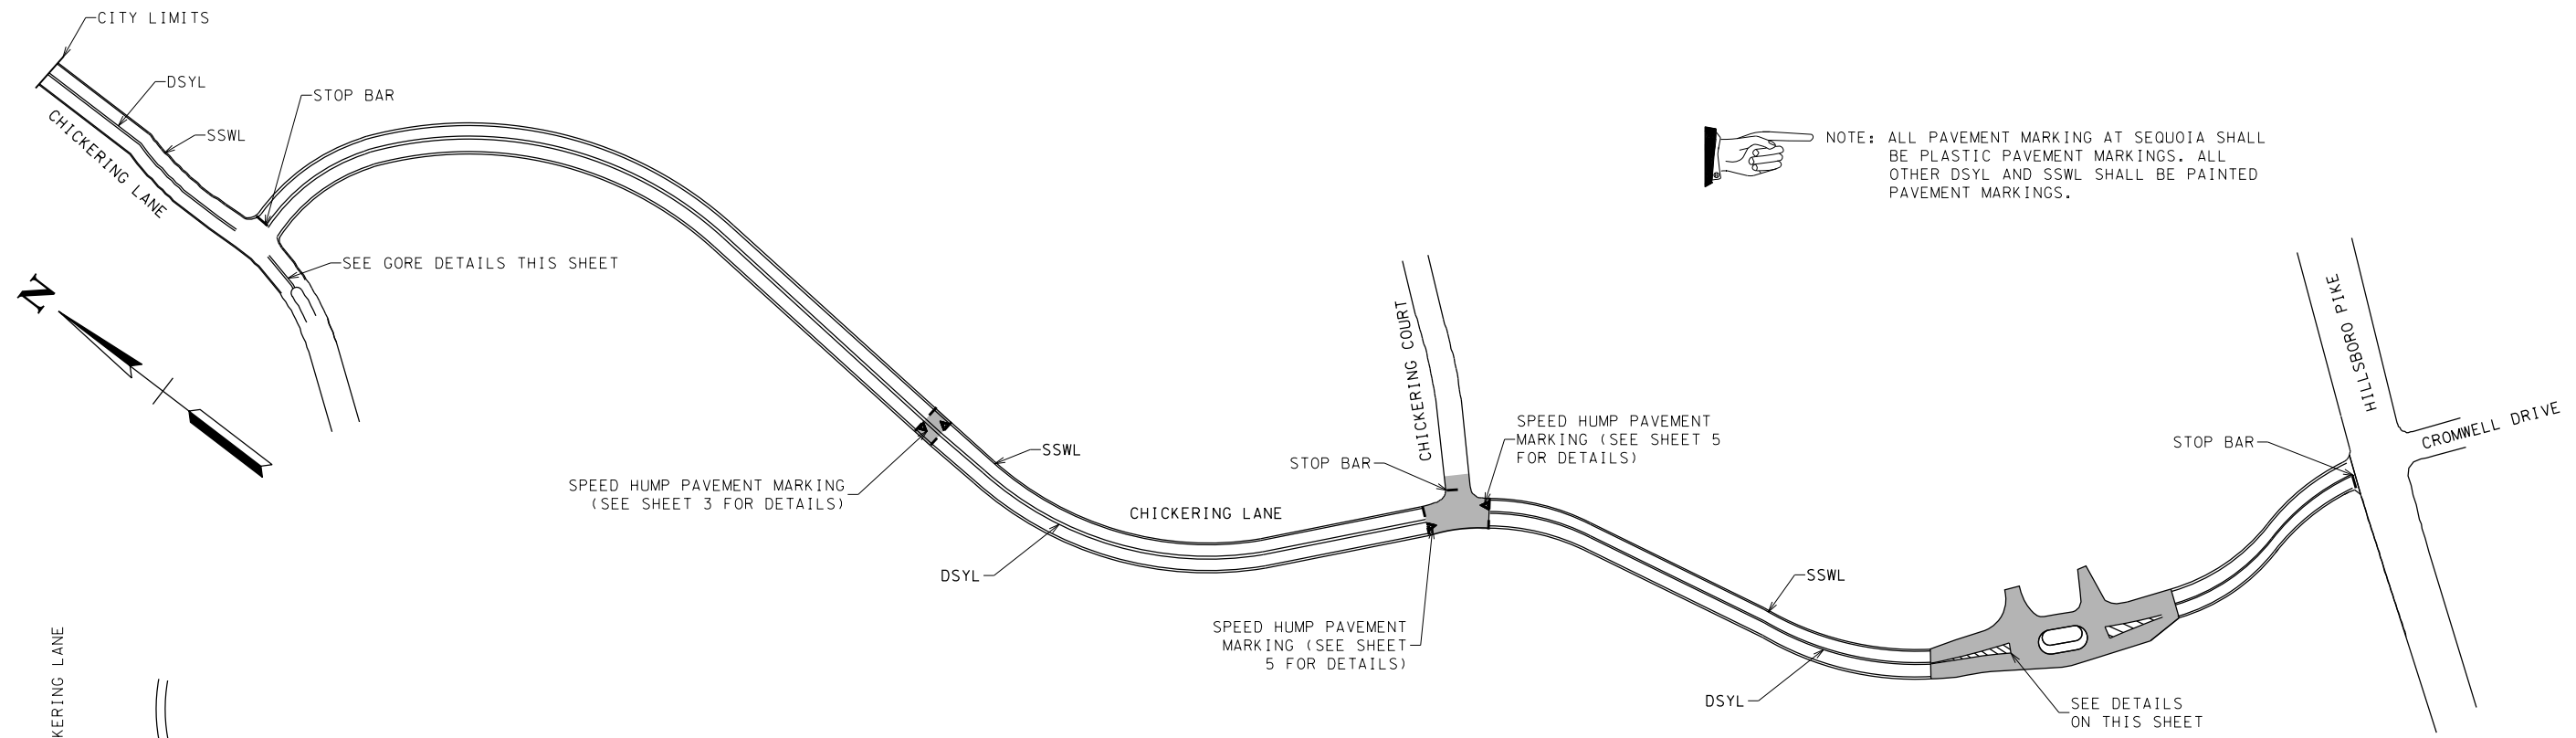 CITY LIMITS
DSYL
STOP BAR
SSWL
CHICKERING LANE
NOTE: ALL PAVEMENT MARKING AT SEQUOIA SHALL
BE PLASTIC PAVEMENT MARKINGS. ALL
OTHER DSYL AND SSWL SHALL BE PAINTED
PAVEMENT MARKINGS.
SEE GORE DETAILS THIS SHEET
N
CHICKERING COURT
HILLSBORO PIKE
CROMWELL DRIVE
SPEED HUMP PAVEMENT
MARKING (SEE SHEET 5
FOR DETAILS)
STOP BAR
STOP BAR
SSWL
SPEED HUMP PAVEMENT MARKING
(SEE SHEET 3 FOR DETAILS)
CHICKERING LANE
DSYL
SSWL
SPEED HUMP PAVEMENT
MARKING (SEE SHEET
5 FOR DETAILS)
DSYL
SEE DETAILS
ON THIS SHEET
KERING LANE